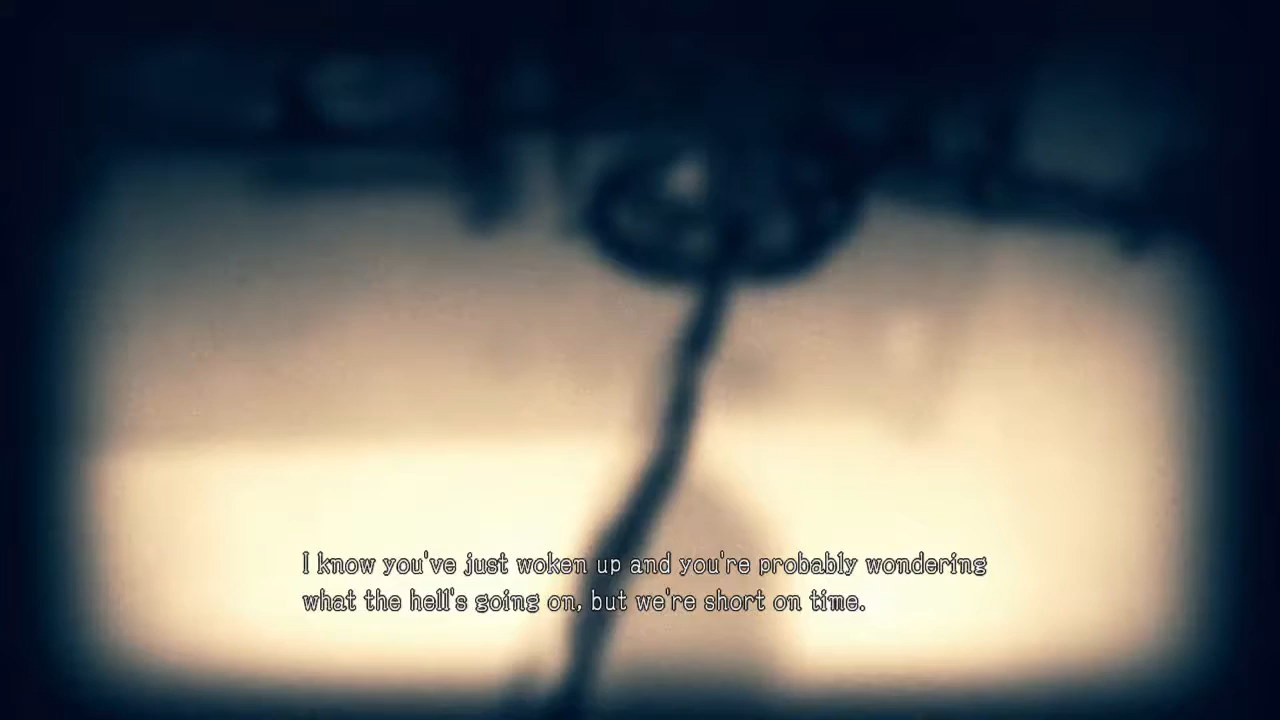 I know you've just woken up and you're probably wondering
what the hell's going on, but we're short on time.